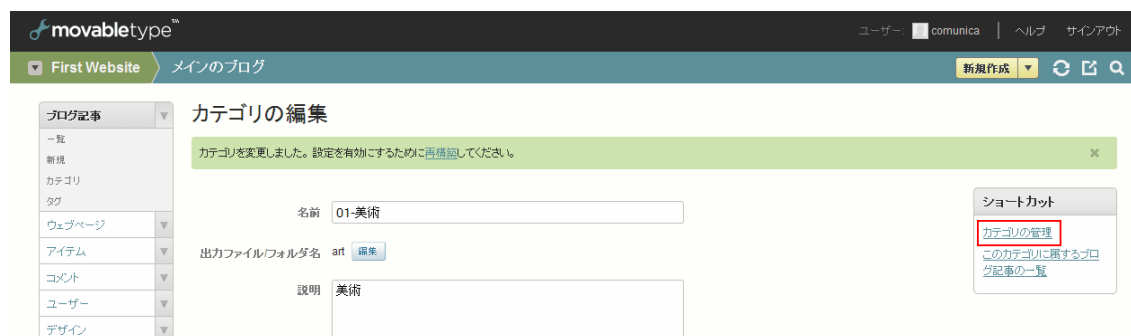 movabletype™
ユーザー: comunica | ヘルプ サインアウト
First Website メインのブログ
新規作成
ブログ記事
一覧
新規
カテゴリ
タグ
ウェブページ
アイテム
コメント
ユーザー
デザイン
カテゴリの編集
カテゴリを変更しました。設定を有効にするために再構築してください。
名前 01-美術
出力ファイル/フォルダ名 art 編集
説明 美術
ショートカット
カテゴリの管理
このカテゴリに属するブロ
グ記事の一覧